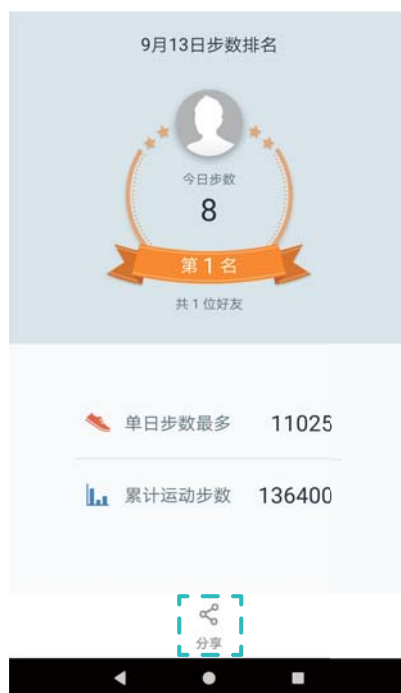 9月13日步数排名
今日步数
8
第1名
共1位好友
单日步数最多 11025
累计运动步数 136400
分享